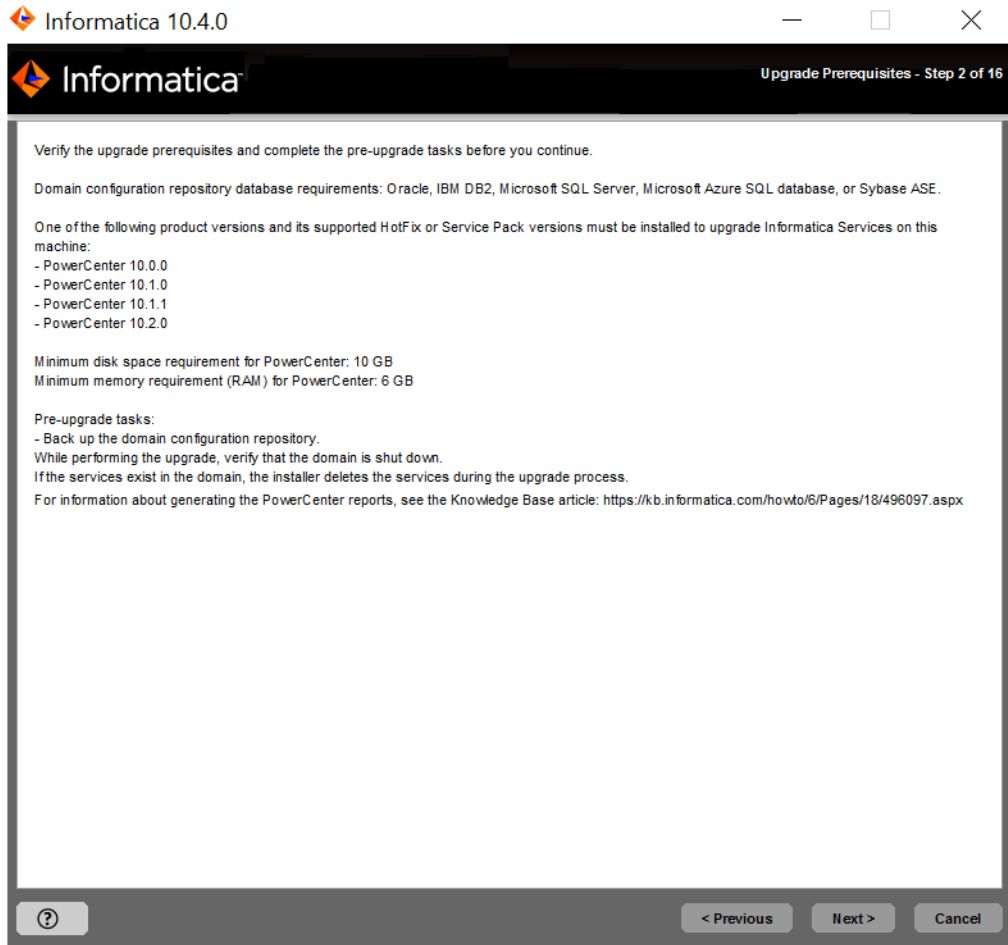 Informatica 10.4.0
Informatica
Upgrade Prerequisites - Step 2 of 16
Verify the upgrade prerequisites and complete the pre-upgrade tasks before you continue.
Domain configuration repository database requirements: Oracle, IBM DB2, Microsoft SQL Server, Microsoft Azure SQL database, or Sybase ASE.
One of the following product versions and its supported HotFix or Service Pack versions must be installed to upgrade Informatica Services on this
machine:
- PowerCenter 10.0.0
- PowerCenter 10.1.0
- PowerCenter 10.1.1
- PowerCenter 10.2.0
Minimum disk space requirement for PowerCenter: 10 GB
Minimum memory requirement (RAM) for PowerCenter: 6 GB
Pre-upgrade tasks:
- Back up the domain configuration repository.
While performing the upgrade, verify that the domain is shut down.
If the services exist in the domain, the installer deletes the services during the upgrade process.
For information about generating the PowerCenter reports, see the Knowledge Base article: https://kb.informatica.com/howto/6/Pages/18/496097.aspx
?
< Previous
Next >
Cancel